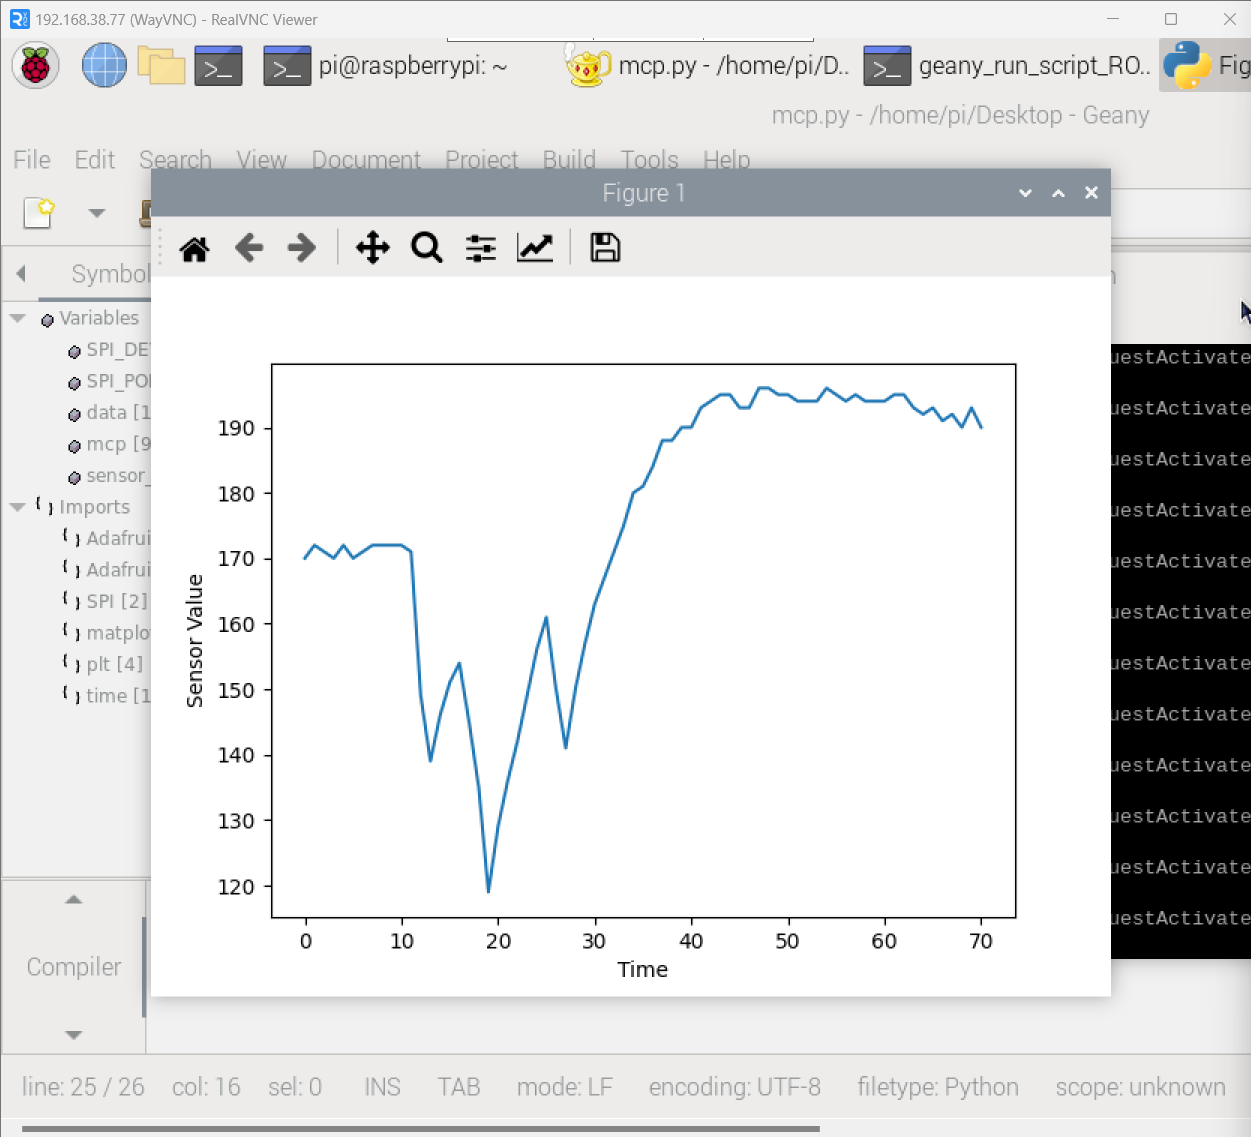 192.168.38.77 (WayVNC) - RealVNC Viewer
pi@raspberrypi: ~
mcp.py - /home/pi/D..
geany_run_script_RO..
Fig
mcp.py - /home/pi/Desktop - Geany
File Edit Search View Document Project Build Tools Help
Figure 1
Symbol
Variables
SPI_DE
SPI_PO
data [1
mcp [9
sensor_
Imports
Adafrui
Adafrui
SPI [2]
matplo
plt [4]
time [1
Compiler
Sensor Value
190
180
170
160
150
140
130
120
0 10 20 30 40 50 60 70
Time
uestActivate
uestActivate
uestActivate
uestActivate
uestActivate
uestActivate
uestActivate
uestActivate
uestActivate
uestActivate
uestActivate
uestActivate
line: 25 / 26 col: 16 sel: 0 INS TAB mode: LF encoding: UTF-8 filetype: Python scope: unknown